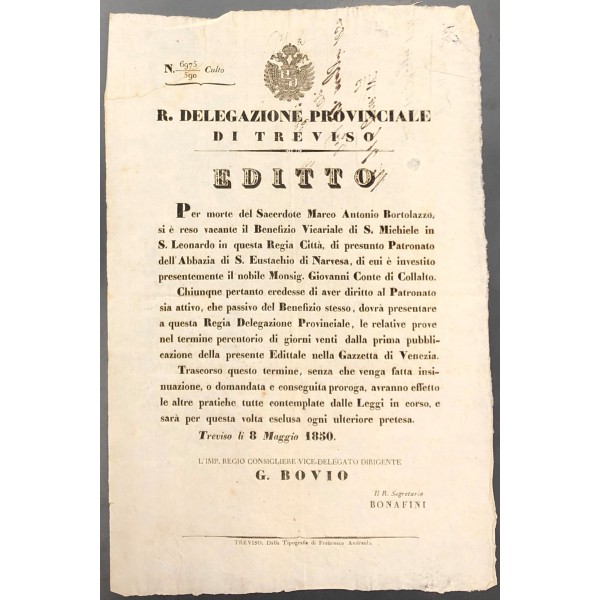 N. 6975/590 Culto
R. DELEGAZIONE PROVINCIALE
DI TREVISO
EDITTO
Per morte del Sacerdote Marco Antonio Bortolazzo,
si è reso vacante il Benefizio Vicariale di S. Michiele in
S. Leonardo in questa Regia Città, di presunto Patronato
dell'Abbazia di S. Eustachio di Narvesa, di cui è investito
presentemente il nobile Monsig. Giovanni Conte di Collalto.
Chiunque pertanto credesse di aver diritto al Patronato
sia attivo, che passivo del Benefizio stesso, dovrà presentare
a questa Regia Delegazione Provinciale, le relative prove
nel termine perentorio di giorni venti dalla prima pubbli-
cazione della presente Edittale nella Gazzetta di Venezia.
Trascorso questo termine, senza che venga fatta insi-
nuazione, o domandata e conseguita proroga, avranno effetto
le altre pratiche tutte contemplate dalle Leggi in corso, e
sarà per questa volta esclusa ogni ulteriore pretesa.
Treviso li 8 Maggio 1850.
L'IMP. REGIO CONSIGLIERE VICE-DELEGATO DIRIGENTE
G. BOVIO
Il R. Segretario
BONAFINI
TREVISO, Dalla Tipografia di Francesco Andreola.